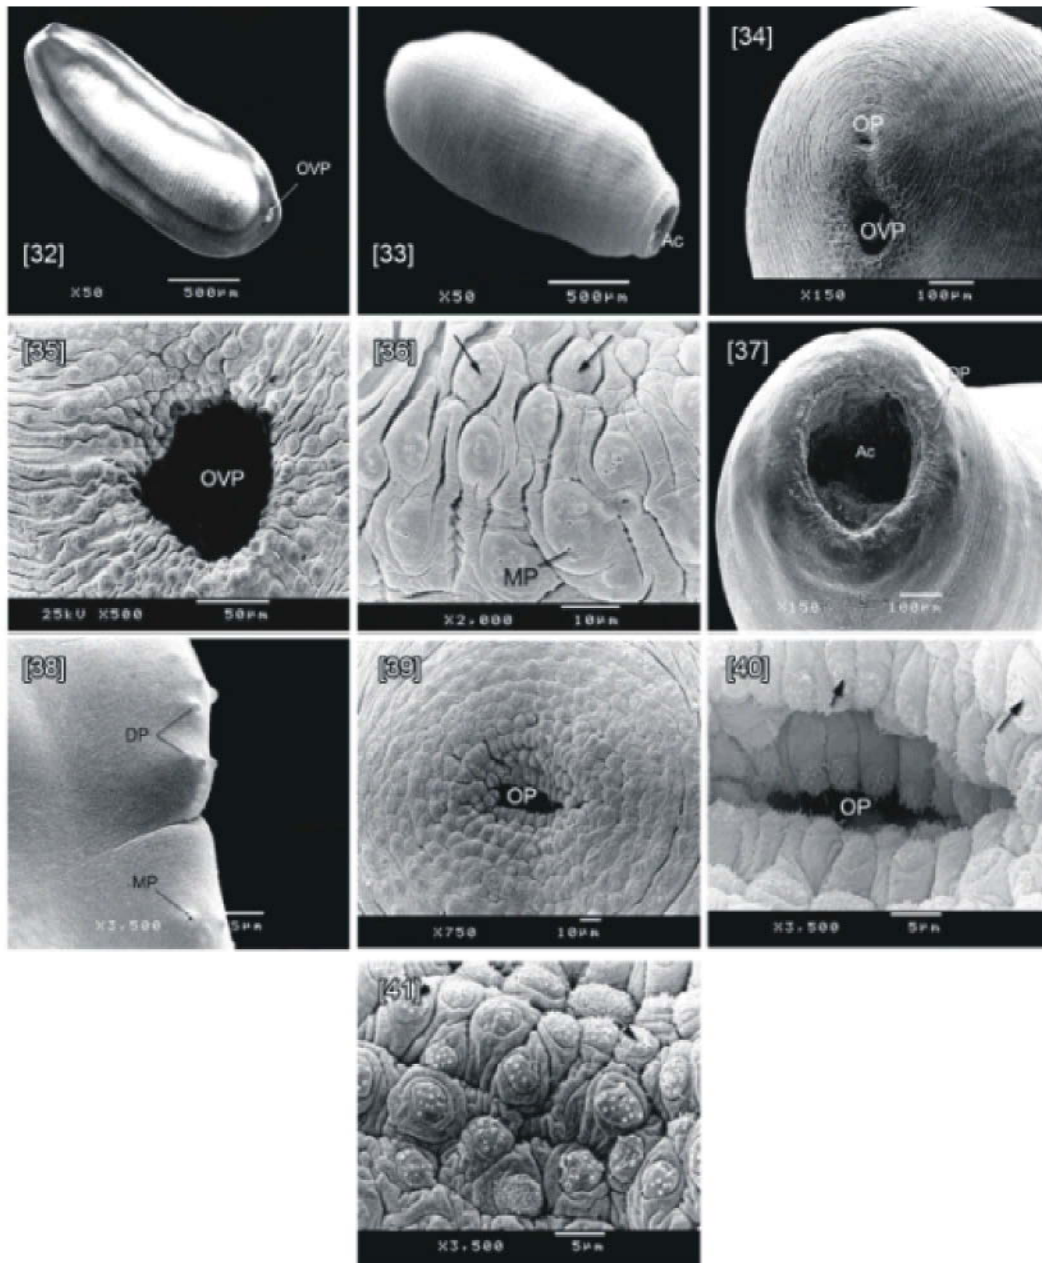 [32]
OVP
X50 500µm
[33]
Ac
X50 500µm
[34]
OP
OVP
X150 100µm
[35]
OVP
25kV X500 50µm
[36]
MP
X2.000 10µm
[37]
Ac
X150 100µm
[38]
DP
MP
X3.500 5µm
[39]
OP
X750 10µm
[40]
OP
X3.500 5µm
[41]
X3.500 5µm